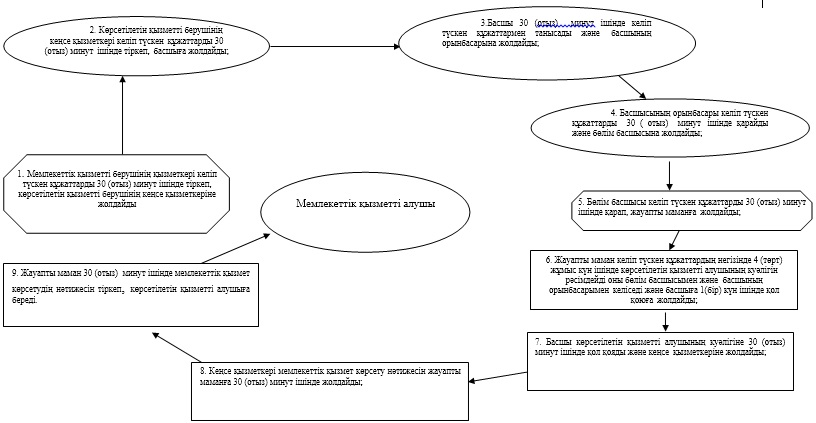 1. Мемлекеттік қызметті берушінің қызметкері келіп
түскен құжаттарды 30 (отыз) минут ішінде тіркеп,
көрсетілетін қызметті берушінің кеңсе қызметкеріне
жолдайды
2. Көрсетілетін қызметті берушінің
кеңсе қызметкері келіп түскен құжаттарды 30
(отыз) минут ішінде тіркеп, басшыға жолдайды;
3.Басшы 30 (отыз) минут ішінде келіп
түскен құжаттармен танысады және басшының
орынбасарына жолдайды;
4. Басшысының орынбасары келіп түскен
құжаттарды 30 ( отыз) минут ішінде қарайды
және бөлім басшысына жолдайды;
5. Бөлім басшысы келіп түскен құжаттарды 30 (отыз) минут
ішінде қарап, жауапты маманға жолдайды;
6. Жауапты маман келіп түскен құжаттардың негізінде 4 (төрт)
жұмыс күн ішінде көрсетілетін қызметті алушының куәлігін
рәсімдейді оны бөлім басшысымен және басшының
орынбасарымен келіседі және басшыға 1(бір) күн ішінде қол
қоюға жолдайды;
7. Басшы көрсетілетін қызметті алушының куәлігіне 30 (отыз)
минут ішінде қол қояды және кеңсе қызметкеріне жолдайды;
8. Кеңсе қызметкері мемлекеттік қызмет көрсету нәтижесін жауапты
маманға 30 (отыз) минут ішінде жолдайды;
9. Жауапты маман 30 (отыз) минут ішінде мемлекеттік қызмет
көрсетудің нәтижесін тіркеп, көрсетілетін қызметті алушыға
береді.
Мемлекеттік қызметті алушы